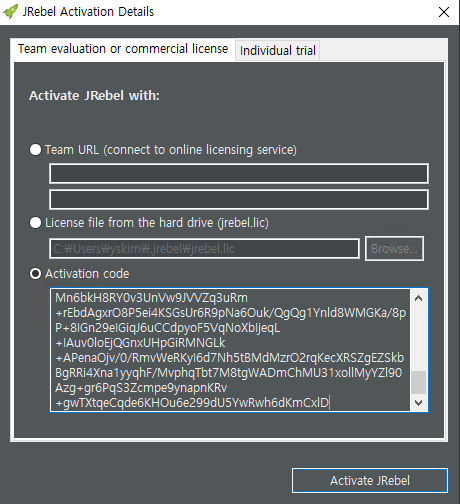 JRebel Activation Details
Team evaluation or commercial license
Individual trial
Activate JRebel with:
Team URL (connect to online licensing service)
License file from the hard drive (jrebel.lic)
C:₩Users₩yskim₩.jrebel₩jrebel.lic
Browse...
Activation code
Mn6bkH8RY0v3UnVw9JVVZq3uRm
+rEbdAgxrO8P5ei4KSGsUr6R9pNa6Ouk/QgQg1Ynld8WMGKa/8p
P+8IGn29eIGiqJ6uCCdpyoF5VqNoXbIjeqL
+IAuv0loEjQGnxUHpGiRMNGLk
+APenaOjv/0/RmvWeRKyI6d7Nh5tBMdMzrO2rqKecXRSZgEZSkb
BgRRi4Xna1yyqhF/MvphqTbt7M8tgWADmChMU31xollMyYZl90
Azg+gr6PqS3Zcmpe9ynapnKRv
+gwTXtqeCqde6KHOu6e299dU5YwRwh6dKmCxlD
Activate JRebel